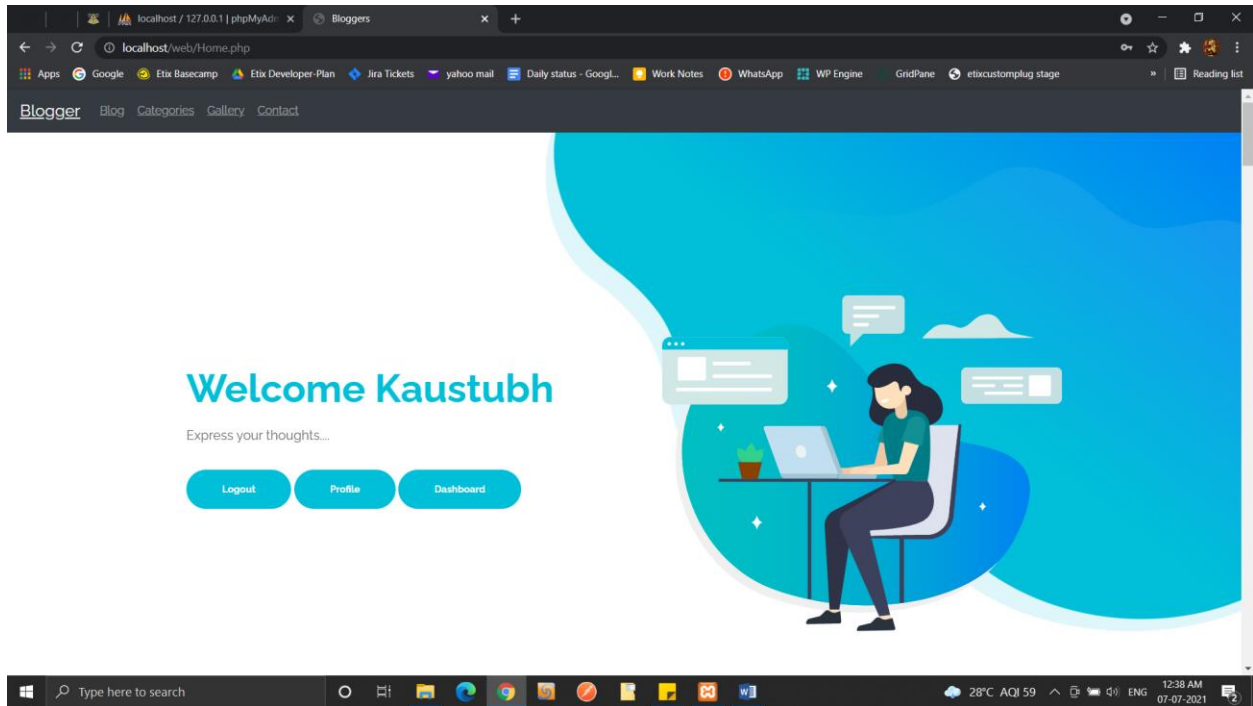 localhost / 127.0.0.1 | phpMyAdm
Bloggers
localhost/web/Home.php
Apps Google Etix Basecamp Etix Developer-Plan Jira Tickets yahoo mail Daily status - Googl... Work Notes WhatsApp WP Engine GridPane etixcustomplug stage » Reading list
Blogger Blog Categories Gallery Contact
Welcome Kaustubh
Express your thoughts....
Logout Profile Dashboard
Type here to search
28°C AQI 59 ENG
12:38 AM
07-07-2021
2